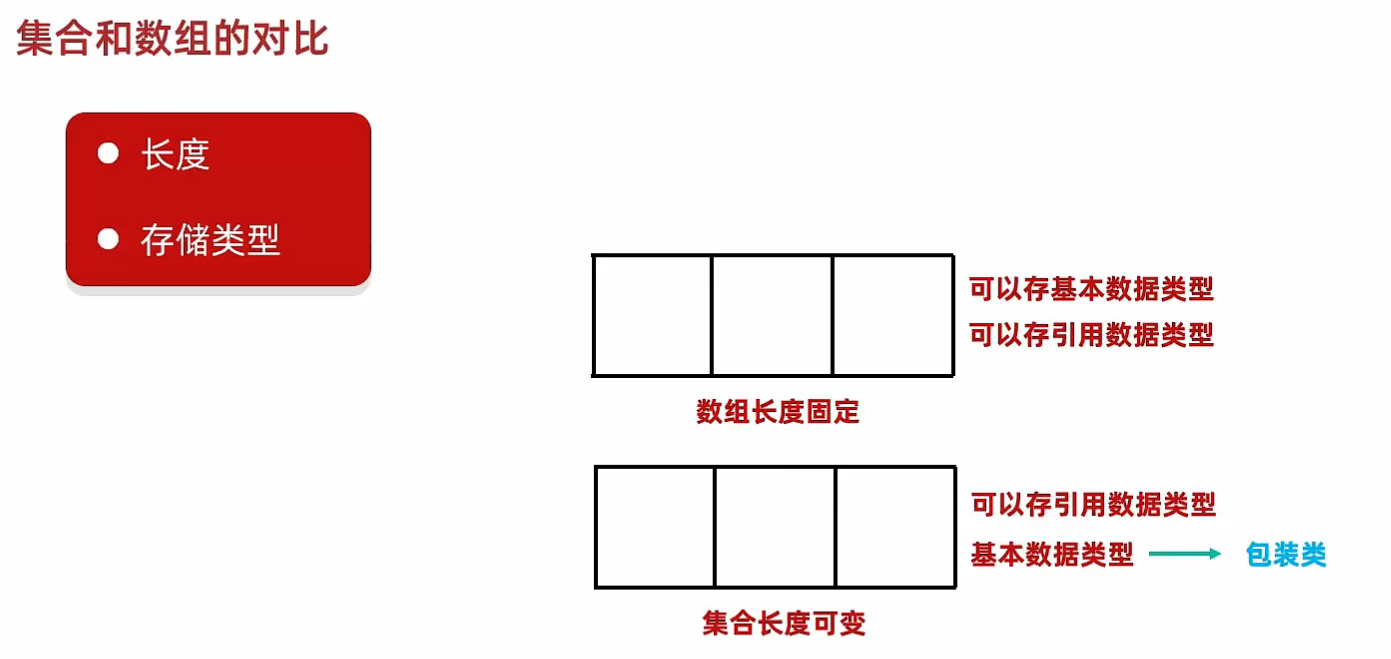 集合和数组的对比
长度
存储类型
可以存基本数据类型
可以存引用数据类型
数组长度固定
可以存引用数据类型
基本数据类型 包装类
集合长度可变